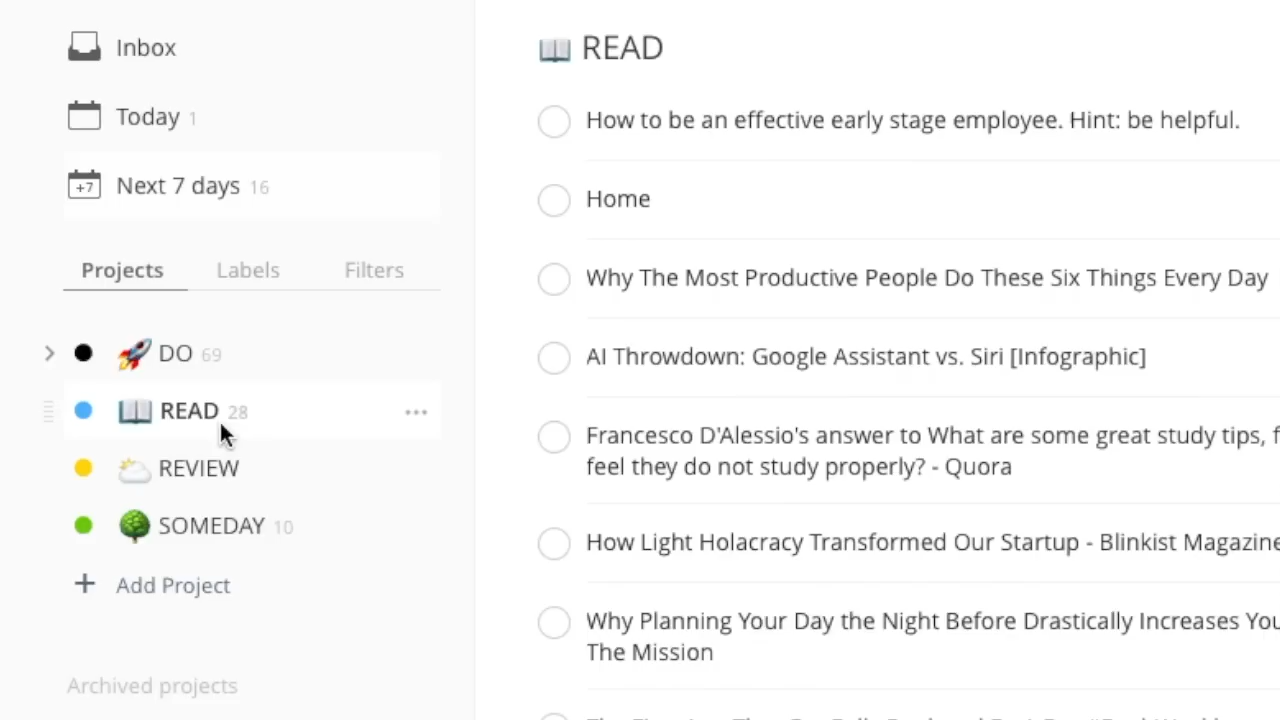 Inbox
Today 1
+7 Next 7 days 16
Projects Labels Filters
DO 69
READ 28
REVIEW
SOMEDAY 10
+ Add Project
Archived projects
READ
How to be an effective early stage employee. Hint: be helpful.
Home
Why The Most Productive People Do These Six Things Every Day
AI Throwdown: Google Assistant vs. Siri [Infographic]
Francesco D'Alessio's answer to What are some great study tips, f
feel they do not study properly? - Quora
How Light Holacracy Transformed Our Startup - Blinkist Magazine
Why Planning Your Day the Night Before Drastically Increases You
The Mission